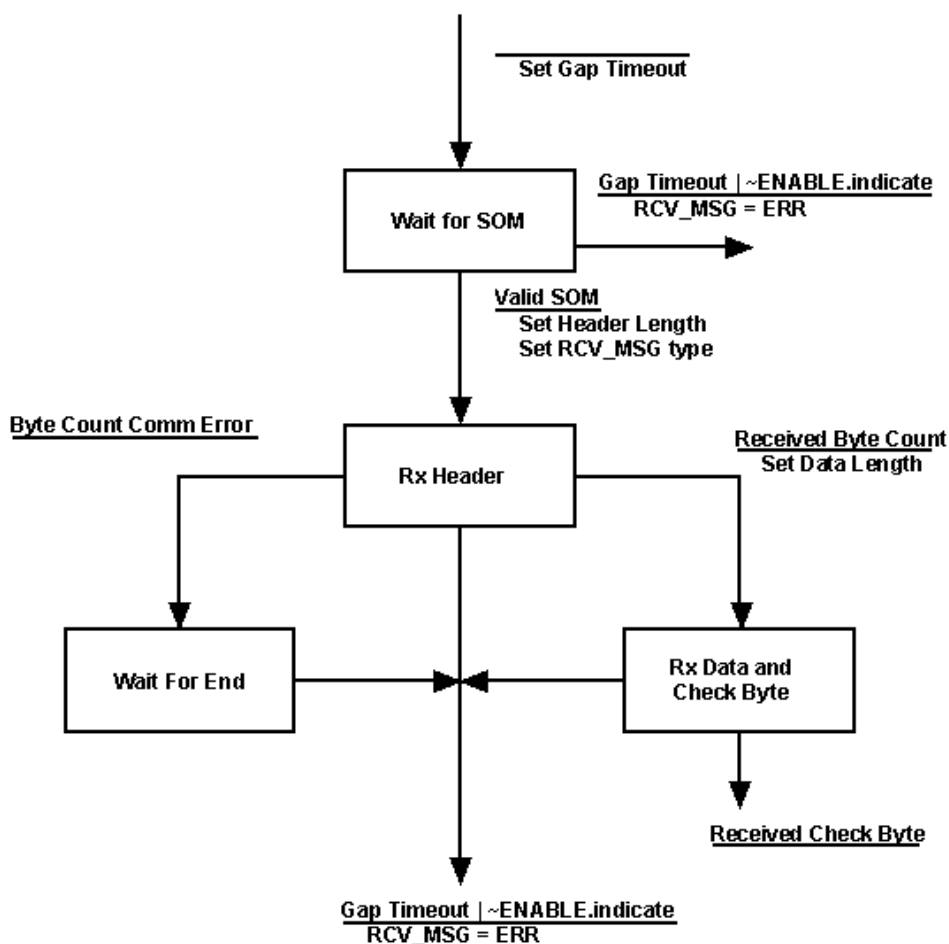 Set Gap Timeout
Gap Timeout | ~ENABLE.indicate
RCV_MSG = ERR
Wait for SOM
Valid SOM
Set Header Length
Set RCV_MSG type
Byte Count Comm Error
Received Byte Count
Set Data Length
Rx Header
Wait For End
Rx Data and
Check Byte
Received Check Byte
Gap Timeout | ~ENABLE.indicate
RCV_MSG = ERR